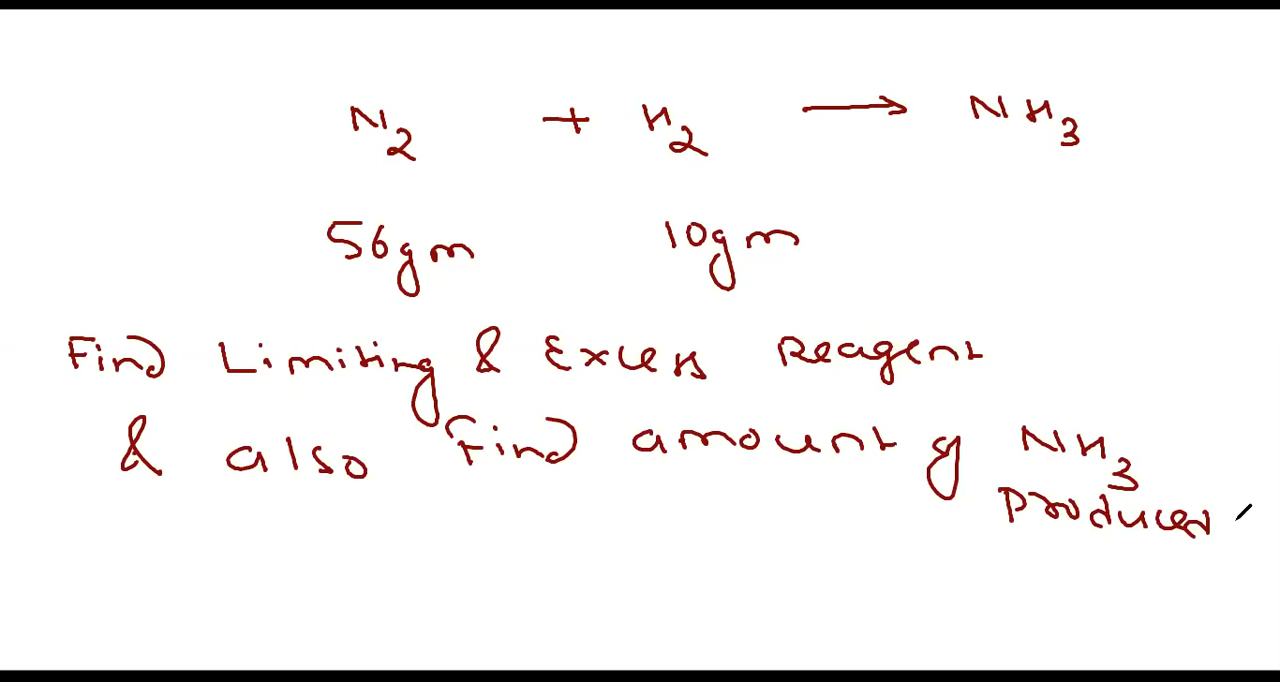 N₂ + H₂ → NH₃
56gm 10gm
Find Limiting & Excess Reagent
& also Find amount of NH₃
Produced